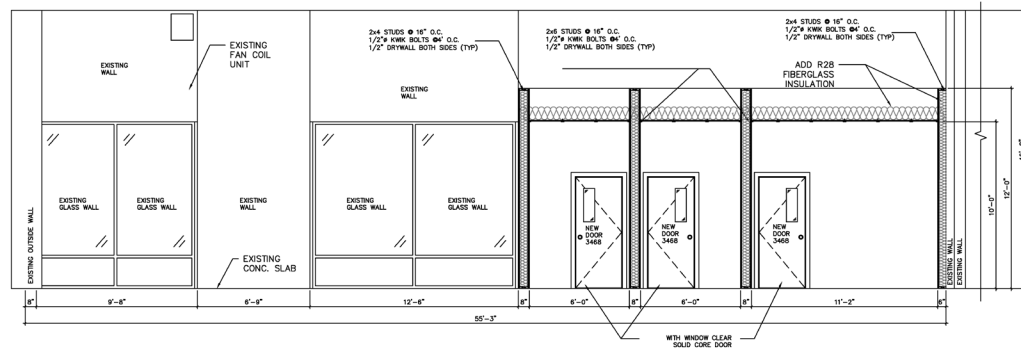 2x4 STUDS @ 16" O.C.
1/2"ø KWIK BOLTS @4' O.C.
1/2" DRYWALL BOTH SIDES (TYP)
2x6 STUDS @ 16" O.C.
1/2"ø KWIK BOLTS @4' O.C.
1/2" DRYWALL BOTH SIDES (TYP)
2x4 STUDS @ 16" O.C.
1/2"ø KWIK BOLTS @4' O.C.
1/2" DRYWALL BOTH SIDES (TYP)
EXISTING
FAN COIL
UNIT
EXISTING
WALL
EXISTING
WALL
ADD R28
FIBERGLASS
INSULATION
EXISTING OUTSIDE WALL
EXISTING
GLASS WALL
EXISTING
GLASS WALL
EXISTING
WALL
EXISTING
GLASS WALL
EXISTING
GLASS WALL
NEW
DOOR
3468
NEW
DOOR
3468
NEW
DOOR
3468
EXISTING WALL
EXISTING WALL
10'-0"
12'-0"
EXISTING
CONC. SLAB
8"
9'-8"
6'-9"
12'-6"
8"
6'-0"
8"
6'-0"
8"
11'-2"
6"
55'-3"
WITH WINDOW CLEAR
SOLID CORE DOOR